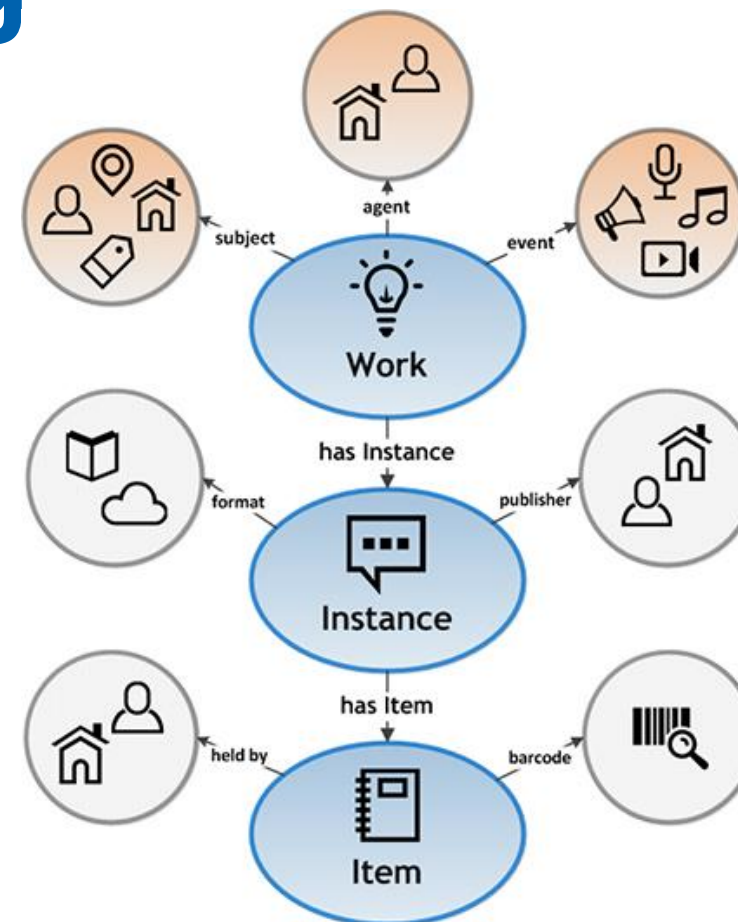 g
agent
subject
event
Work
has Instance
format
publisher
Instance
has Item
held by
barcode
Item